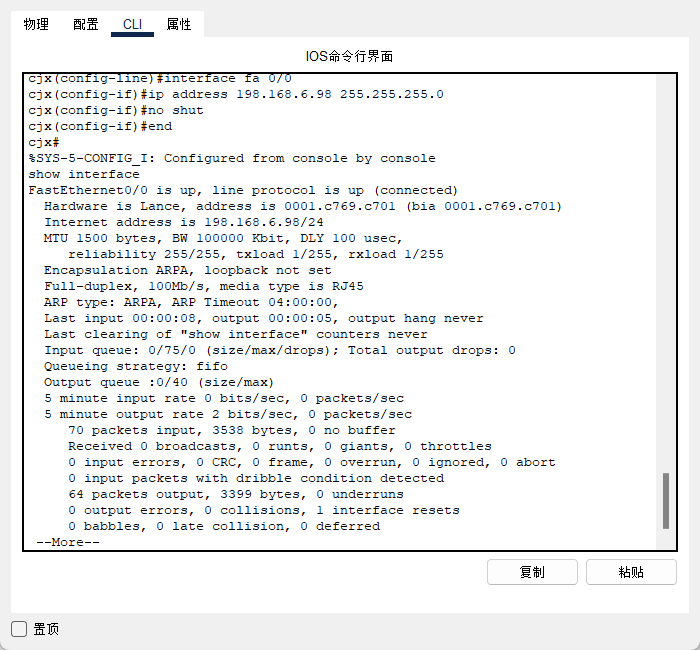 物理 配置 CLI 属性
IOS命令行界面
cjx(config-line)#interface fa 0/0
cjx(config-if)#ip address 198.168.6.98 255.255.255.0
cjx(config-if)#no shut
cjx(config-if)#end
cjx#
%SYS-5-CONFIG_I: Configured from console by console
show interface
FastEthernet0/0 is up, line protocol is up (connected)
  Hardware is Lance, address is 0001.c769.c701 (bia 0001.c769.c701)
  Internet address is 198.168.6.98/24
  MTU 1500 bytes, BW 100000 Kbit, DLY 100 usec,
     reliability 255/255, txload 1/255, rxload 1/255
  Encapsulation ARPA, loopback not set
  Full-duplex, 100Mb/s, media type is RJ45
  ARP type: ARPA, ARP Timeout 04:00:00,
  Last input 00:00:08, output 00:00:05, output hang never
  Last clearing of "show interface" counters never
  Input queue: 0/75/0 (size/max/drops); Total output drops: 0
  Queueing strategy: fifo
  Output queue :0/40 (size/max)
  5 minute input rate 0 bits/sec, 0 packets/sec
  5 minute output rate 2 bits/sec, 0 packets/sec
     70 packets input, 3538 bytes, 0 no buffer
     Received 0 broadcasts, 0 runts, 0 giants, 0 throttles
     0 input errors, 0 CRC, 0 frame, 0 overrun, 0 ignored, 0 abort
     0 input packets with dribble condition detected
     64 packets output, 3399 bytes, 0 underruns
     0 output errors, 0 collisions, 1 interface resets
     0 babbles, 0 late collision, 0 deferred
 --More--
复制 粘贴
置顶